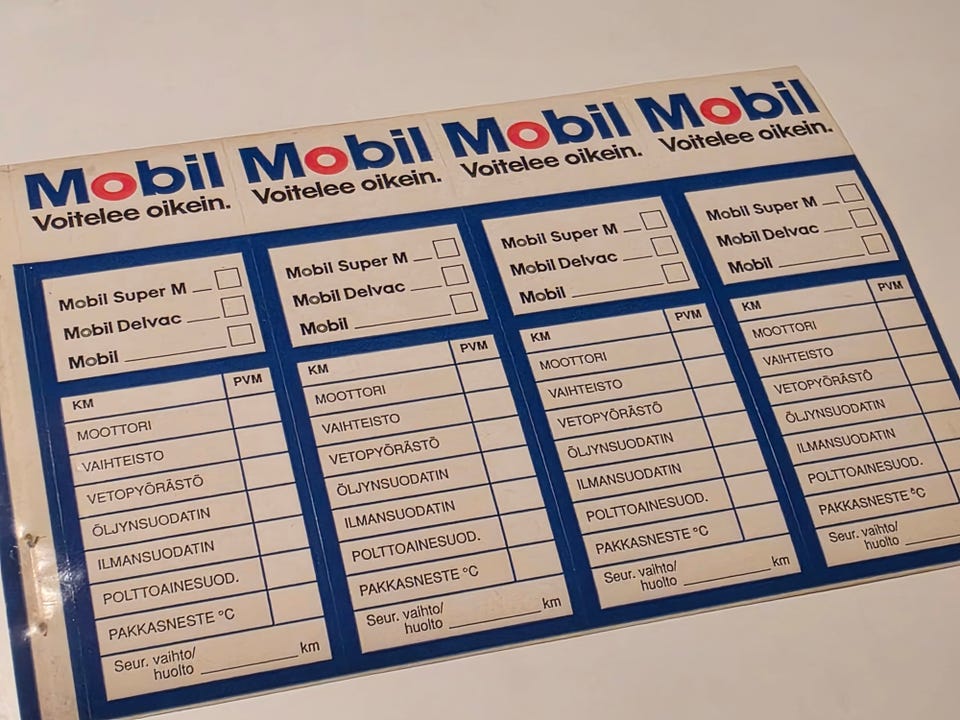 Mobil
Voitelee oikein.
Mobil Super M
Mobil Delvac
Mobil
KM PVM
MOOTTORI
VAIHTEISTO
VETOPYÖRÄSTÖ
ÖLJYNSUODATIN
ILMANSUODATIN
POLTTOAINESUOD.
PAKKASNESTE °C
Seur. vaihto/
huolto km
Mobil
Voitelee oikein.
Mobil Super M
Mobil Delvac
Mobil
KM PVM
MOOTTORI
VAIHTEISTO
VETOPYÖRÄSTÖ
ÖLJYNSUODATIN
ILMANSUODATIN
POLTTOAINESUOD.
PAKKASNESTE °C
Seur. vaihto/
huolto km
Mobil
Voitelee oikein.
Mobil Super M
Mobil Delvac
Mobil
KM PVM
MOOTTORI
VAIHTEISTO
VETOPYÖRÄSTÖ
ÖLJYNSUODATIN
ILMANSUODATIN
POLTTOAINESUOD.
PAKKASNESTE °C
Seur. vaihto/
huolto km
Mobil
Voitelee oikein.
Mobil Super M
Mobil Delvac
Mobil
KM PVM
MOOTTORI
VAIHTEISTO
VETOPYÖRÄSTÖ
ÖLJYNSUODATIN
ILMANSUODATIN
POLTTOAINESUOD.
PAKKASNESTE °C
Seur. vaihto/
huolto km